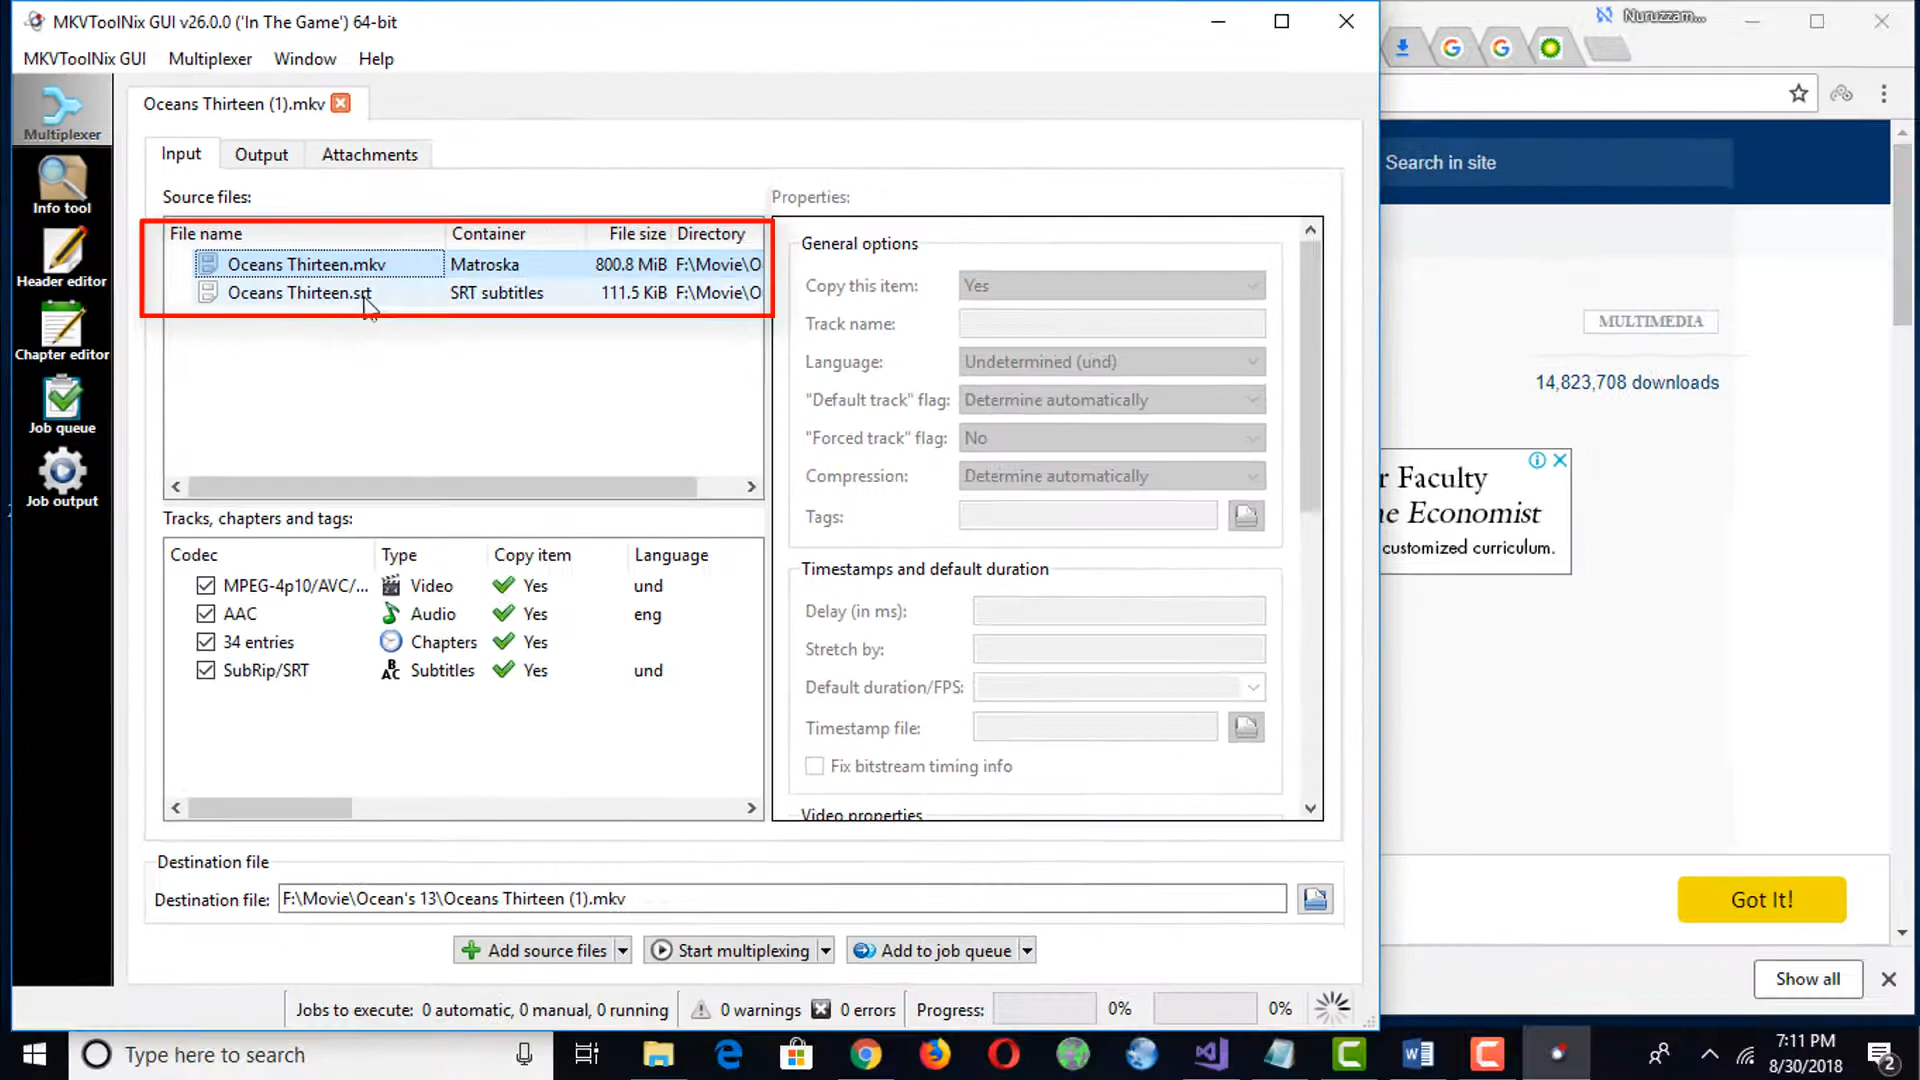 MKVToolNix GUI v26.0.0 ('In The Game') 64-bit
MKVToolNix GUI Multiplexer Window Help
Multiplexer
Info tool
Header editor
Chapter editor
Job queue
Job output
Oceans Thirteen (1).mkv
Input Output Attachments
Source files:
File name Container File size Directory
Oceans Thirteen.mkv Matroska 800.8 MiB F:\Movie\O
Oceans Thirteen.srt SRT subtitles 111.5 KiB F:\Movie\O
Tracks, chapters and tags:
Codec Type Copy item Language
MPEG-4p10/AVC/... Video Yes und
AAC Audio Yes eng
34 entries Chapters Yes
SubRip/SRT Subtitles Yes und
Properties:
General options
Copy this item: Yes
Track name:
Language: Undetermined (und)
"Default track" flag: Determine automatically
"Forced track" flag: No
Compression: Determine automatically
Tags:
Timestamps and default duration
Delay (in ms):
Stretch by:
Default duration/FPS:
Timestamp file:
Fix bitstream timing info
Video properties
Destination file
Destination file: F:\Movie\Ocean's 13\Oceans Thirteen (1).mkv
Add source files Start multiplexing Add to job queue
Jobs to execute: 0 automatic, 0 manual, 0 running 0 warnings 0 errors Progress: 0% 0%
Nuruzzam...
Search in site
MULTIMEDIA
14,823,708 downloads
r Faculty
e Economist
customized curriculum.
Got It!
Show all
Type here to search
7:11 PM
8/30/2018
2